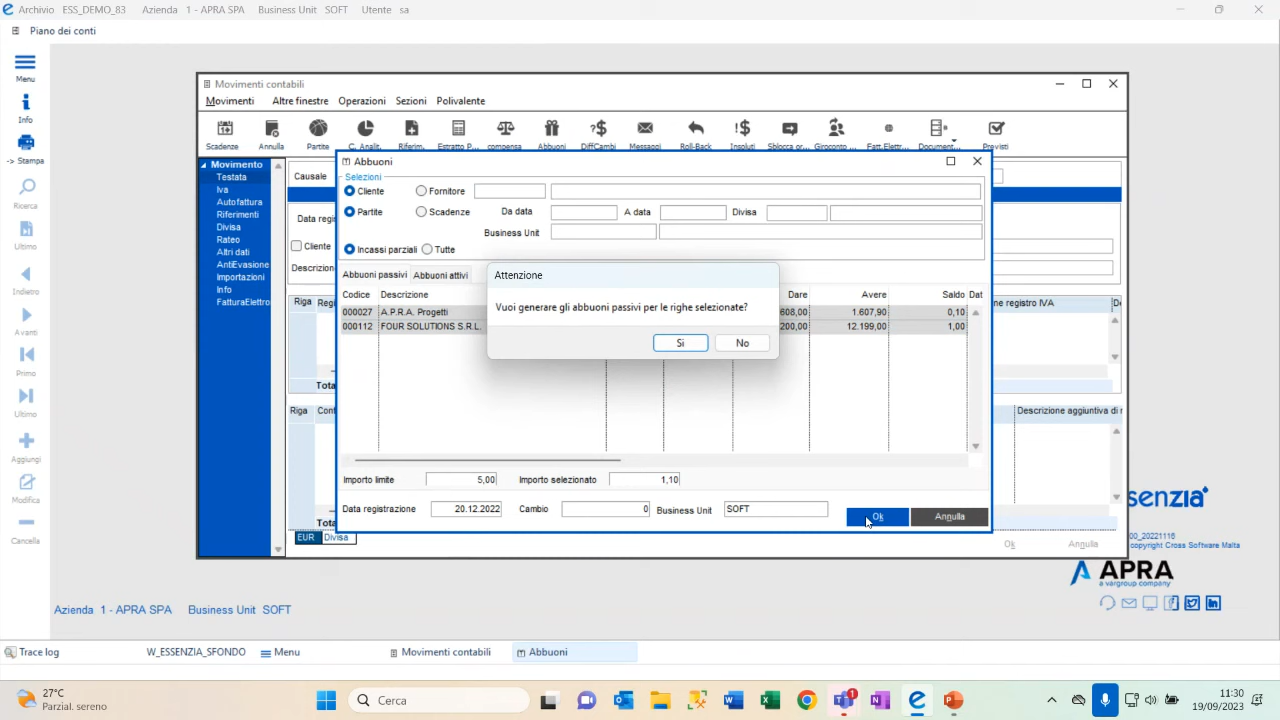 Archivio ESS_DEMO_83 Azienda 1 - APRA SPA Business Unit SOFT Utente sa
Piano dei conti
Menu
Info
-> Stampa
Ricerca
Ultimo
Indietro
Avanti
Primo
Ultimo
Aggiungi
Modifica
Cancella
Movimenti contabili
Movimenti Altre finestre Operazioni Sezioni Polivalente
Scadenze Annulla Partite C. Analit. Riferim. Estratto P... compensa Abbuoni DiffCambi Messaggi Roll-Back Insoluti Sblocca or... Giroconto ... Fatt.Elettr... Document... Previsti
Movimento
Testata
Iva
Autofattura
Riferimenti
Divisa
Rateo
Altri dati
AntiEvasione
Importazioni
Info
FatturaElettro
Causale
Data regi
Cliente
Descrizion
Riga Regi
ne registro IVA
Tota
Riga Cont
Descrizione aggiuntiva di r
Tota
EUR Divisa
Ok Annulla
Abbuoni
Selezioni
Cliente Fornitore
Partite Scadenze Da data A data Divisa
Business Unit
Incassi parziali Tutte
Abbuoni passivi Abbuoni attivi
Codice Descrizione Dare Avere Saldo Dat
000027 A.P.R.A. Progetti 608,00 1.607,90 0,10
000112 FOUR SOLUTIONS S.R.L. 200,00 12.199,00 1,00
Importo limite 5,00 Importo selezionato 1,10
Data registrazione 20.12.2022 Cambio 0 Business Unit SOFT
Ok Annulla
Attenzione
Vuoi generare gli abbuoni passivi per le righe selezionate?
Si No
senzia
00_20221116
copyright Cross Software Malta
APRA
a vargroup company
Azienda 1 - APRA SPA Business Unit SOFT
Trace log W_ESSENZIA_SFONDO Menu Movimenti contabili Abbuoni
27°C
Parzial. sereno
Cerca
1
11:30
19/09/2023